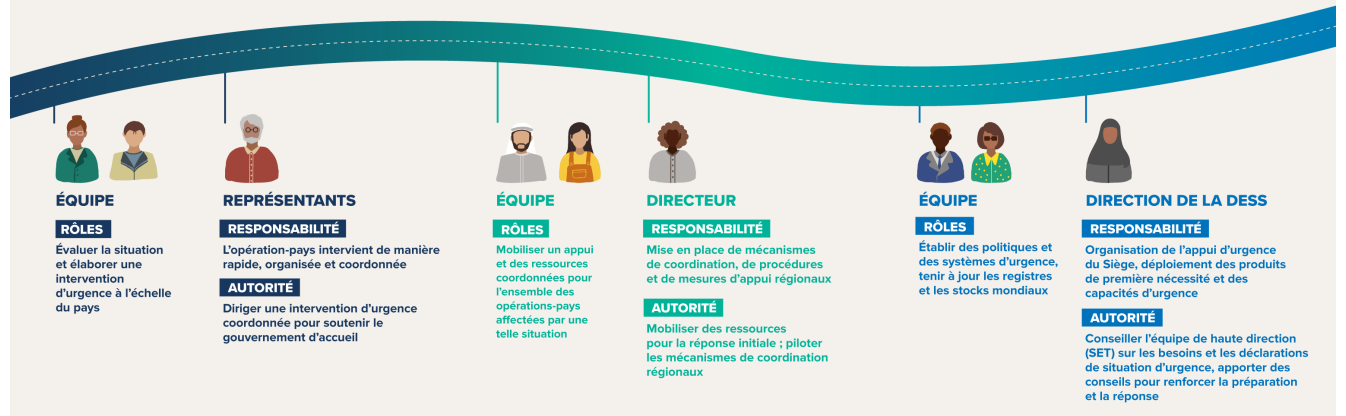 ÉQUIPE
RÔLES
Évaluer la situation
et élaborer une
intervention
d'urgence à l'échelle
du pays
REPRÉSENTANTS
RESPONSABILITÉ
L'opération-pays intervient de manière
rapide, organisée et coordonnée
AUTORITÉ
Diriger une intervention d'urgence
coordonnée pour soutenir le
gouvernement d'accueil
ÉQUIPE
RÔLES
Mobiliser un appui
et des ressources
coordonnées pour
l'ensemble des
opérations-pays
affectées par une
telle situation
DIRECTEUR
RESPONSABILITÉ
Mise en place de mécanismes
de coordination, de procédures
et de mesures d'appui régionaux
AUTORITÉ
Mobiliser des ressources
pour la réponse initiale ; piloter
les mécanismes de coordination
régionaux
ÉQUIPE
RÔLES
Établir des politiques et
des systèmes d'urgence,
tenir à jour les registres
et les stocks mondiaux
DIRECTION DE LA DESS
RESPONSABILITÉ
Organisation de l'appui d'urgence
du Siège, déploiement des produits
de première nécessité et des
capacités d'urgence
AUTORITÉ
Conseiller l'équipe de haute direction
(SET) sur les besoins et les déclarations
de situation d'urgence, apporter des
conseils pour renforcer la préparation
et la réponse